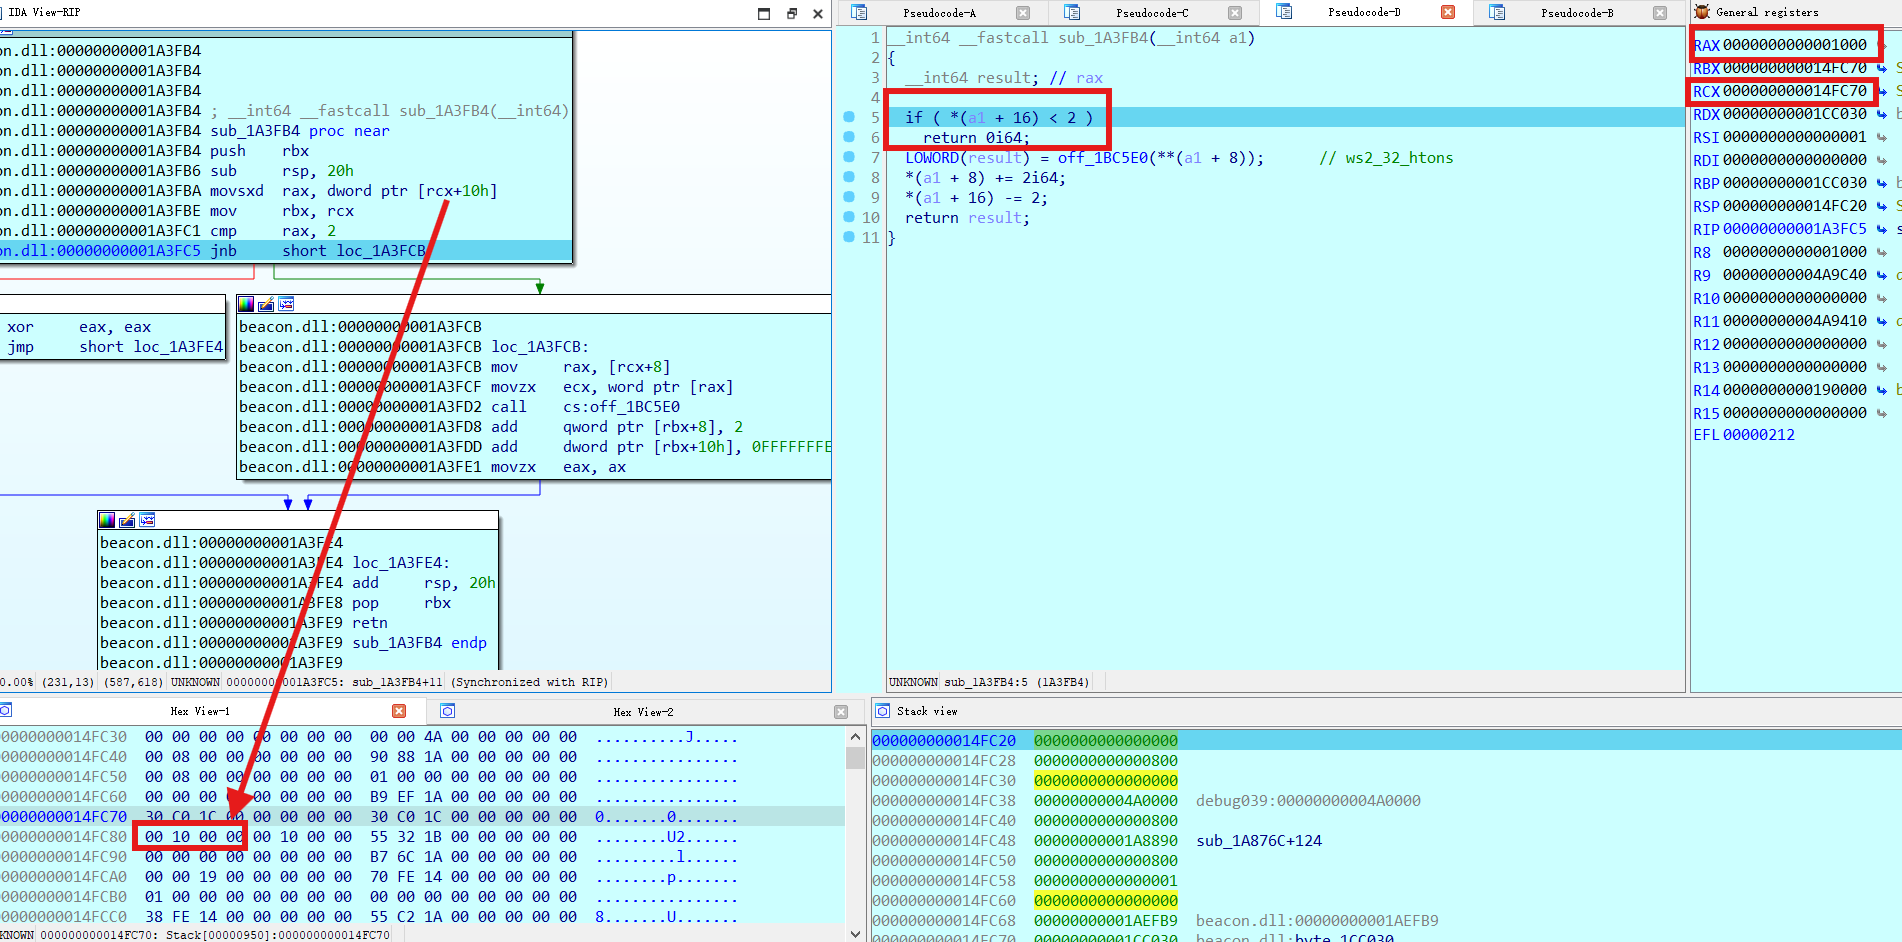 IDA View-RIP
on.dll:00000000001A3FB4
on.dll:00000000001A3FB4
on.dll:00000000001A3FB4
on.dll:00000000001A3FB4 ; __int64 __fastcall sub_1A3FB4(__int64)
on.dll:00000000001A3FB4 sub_1A3FB4 proc near
on.dll:00000000001A3FB4 push rbx
on.dll:00000000001A3FB6 sub rsp, 20h
on.dll:00000000001A3FBA movsxd rax, dword ptr [rcx+10h]
on.dll:00000000001A3FBE mov rbx, rcx
on.dll:00000000001A3FC1 cmp rax, 2
on.dll:00000000001A3FC5 jnb short loc_1A3FCB
xor eax, eax
jmp short loc_1A3FE4
beacon.dll:00000000001A3FCB
beacon.dll:00000000001A3FCB loc_1A3FCB:
beacon.dll:00000000001A3FCB mov rax, [rcx+8]
beacon.dll:00000000001A3FCF movzx ecx, word ptr [rax]
beacon.dll:00000000001A3FD2 call cs:off_1BC5E0
beacon.dll:00000000001A3FD8 add qword ptr [rbx+8], 2
beacon.dll:00000000001A3FDD add dword ptr [rbx+10h], 0FFFFFFFE
beacon.dll:00000000001A3FE1 movzx eax, ax
beacon.dll:00000000001A3FE4
beacon.dll:00000000001A3FE4 loc_1A3FE4:
beacon.dll:00000000001A3FE4 add rsp, 20h
beacon.dll:00000000001A3FE8 pop rbx
beacon.dll:00000000001A3FE9 retn
beacon.dll:00000000001A3FE9 sub_1A3FB4 endp
beacon.dll:00000000001A3FE9
0.00% (231,13) (587,618) UNKNOWN 00000000001A3FC5: sub_1A3FB4+11 (Synchronized with RIP)
Pseudocode-A
Pseudocode-C
Pseudocode-D
Pseudocode-B
1 __int64 __fastcall sub_1A3FB4(__int64 a1)
2 {
3 __int64 result; // rax
4
5 if ( *(a1 + 16) < 2 )
6 return 0i64;
7 LOWORD(result) = off_1BC5E0(**(a1 + 8)); // ws2_32_htons
8 *(a1 + 8) += 2i64;
9 *(a1 + 16) -= 2;
10 return result;
11 }
UNKNOWN sub_1A3FB4:5 (1A3FB4)
General registers
RAX 0000000000001000
RBX 000000000014FC70
RCX 000000000014FC70
RDX 00000000001CC030
RSI 0000000000000001
RDI 0000000000000000
RBP 00000000001CC030
RSP 000000000014FC20
RIP 00000000001A3FC5
R8 0000000000001000
R9 00000000004A9C40
R10 0000000000000000
R11 00000000004A9410
R12 0000000000000000
R13 0000000000000000
R14 0000000000190000
R15 0000000000000000
EFL 00000212
Hex View-1
Hex View-2
00000000014FC30 00 00 00 00 00 00 00 00 00 00 4A 00 00 00 00 00 ..........J.....
00000000014FC40 00 08 00 00 00 00 00 00 90 88 1A 00 00 00 00 00 ................
00000000014FC50 00 08 00 00 00 00 00 00 01 00 00 00 00 00 00 00 ................
00000000014FC60 00 00 00 00 00 00 00 00 B9 EF 1A 00 00 00 00 00 ................
00000000014FC70 30 C0 1C 00 00 00 00 00 30 C0 1C 00 00 00 00 00 0.......0.......
00000000014FC80 00 10 00 00 00 10 00 00 55 32 1B 00 00 00 00 00 ........U2......
00000000014FC90 00 00 00 00 00 00 00 00 B7 6C 1A 00 00 00 00 00 .........l......
00000000014FCA0 00 00 19 00 00 00 00 00 70 FE 14 00 00 00 00 00 ........p.......
00000000014FCB0 01 00 00 00 00 00 00 00 00 00 00 00 00 00 00 00 ................
00000000014FCC0 38 FE 14 00 00 00 00 00 55 C2 1A 00 00 00 00 00 8.......U.......
KNOWN 000000000014FC70: Stack[00000950]:000000000014FC70
Stack view
000000000014FC20 0000000000000000
000000000014FC28 0000000000000800
000000000014FC30 0000000000000000
000000000014FC38 00000000004A0000 debug039:00000000004A0000
000000000014FC40 0000000000000800
000000000014FC48 00000000001A8890 sub_1A876C+124
000000000014FC50 0000000000000800
000000000014FC58 0000000000000001
000000000014FC60 0000000000000000
000000000014FC68 00000000001AEFB9 beacon.dll:00000000001AEFB9
000000000014FC70 00000000001CC030 beacon.dll:byte_1CC030